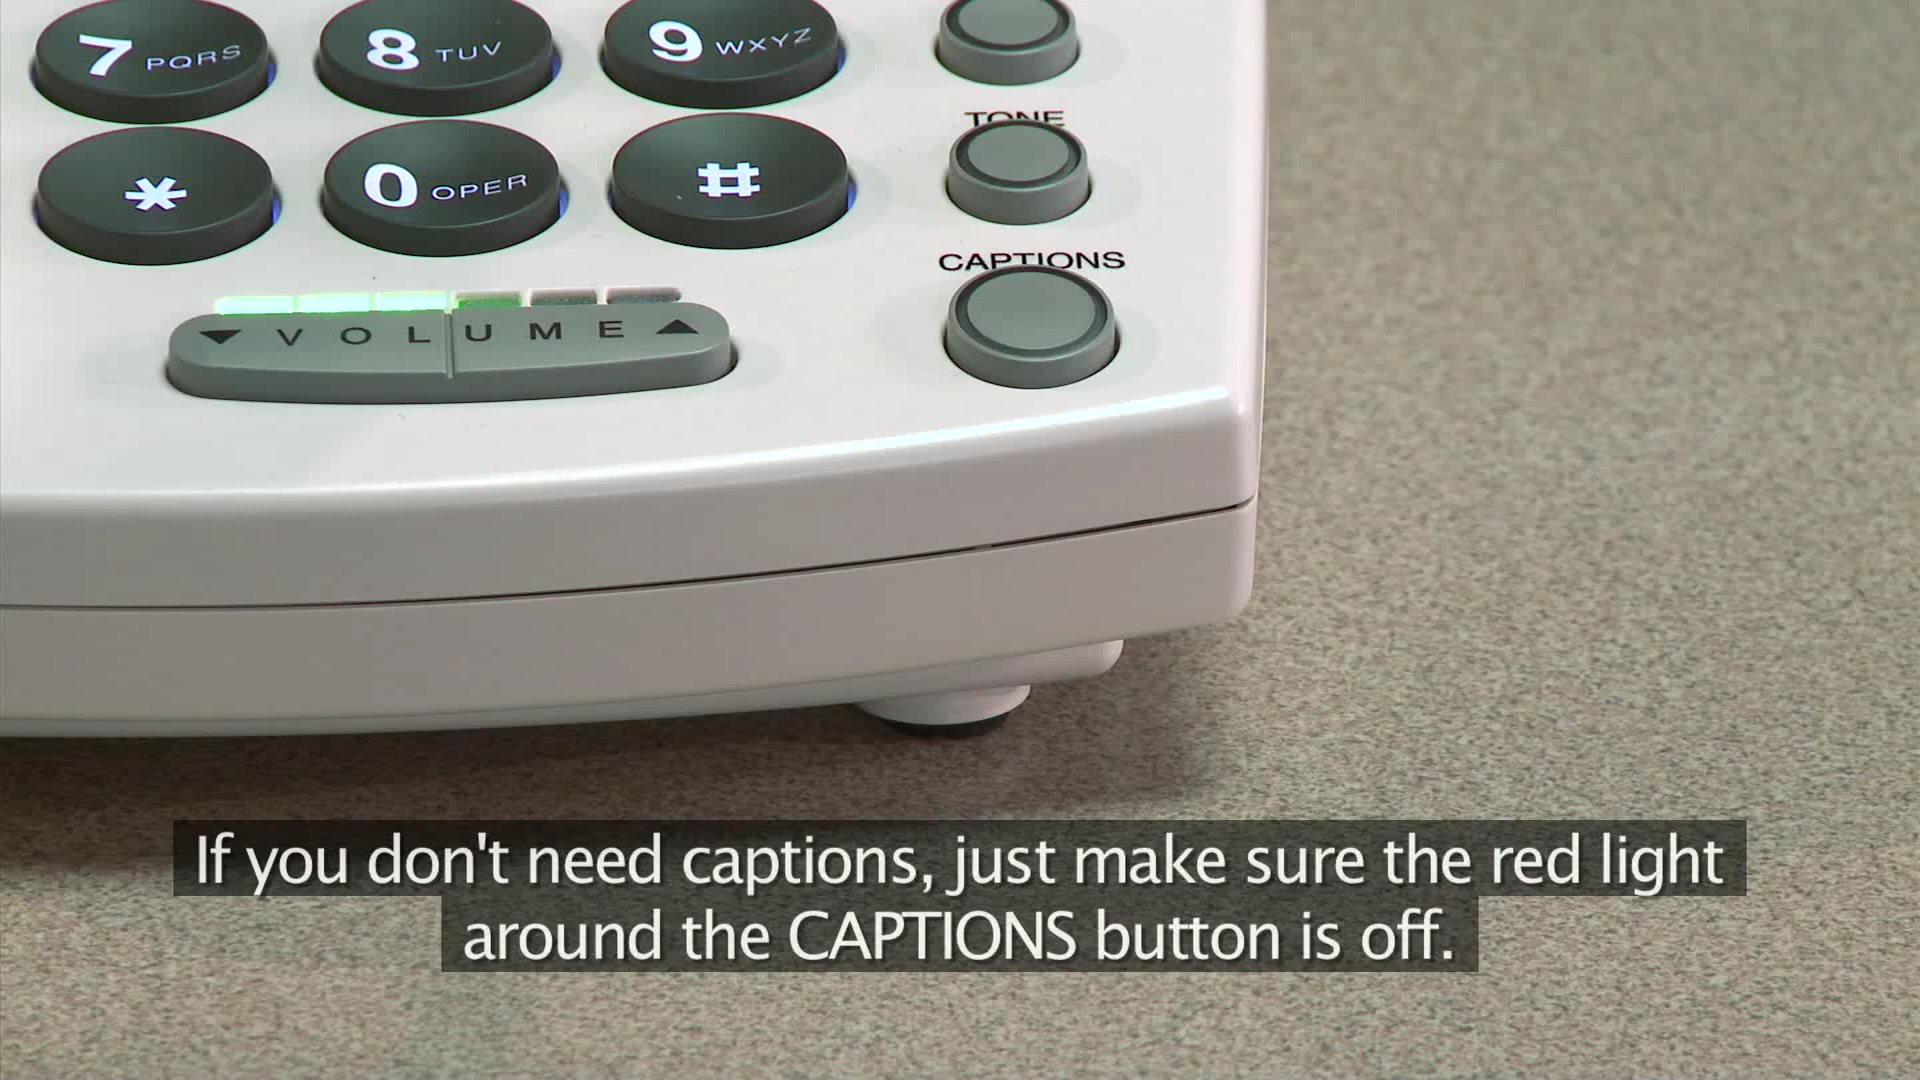 7 PQRS 8 TUV 9 WXYZ
TONE
* 0 OPER #
CAPTIONS
VOLUME
If you don't need captions, just make sure the red light
around the CAPTIONS button is off.